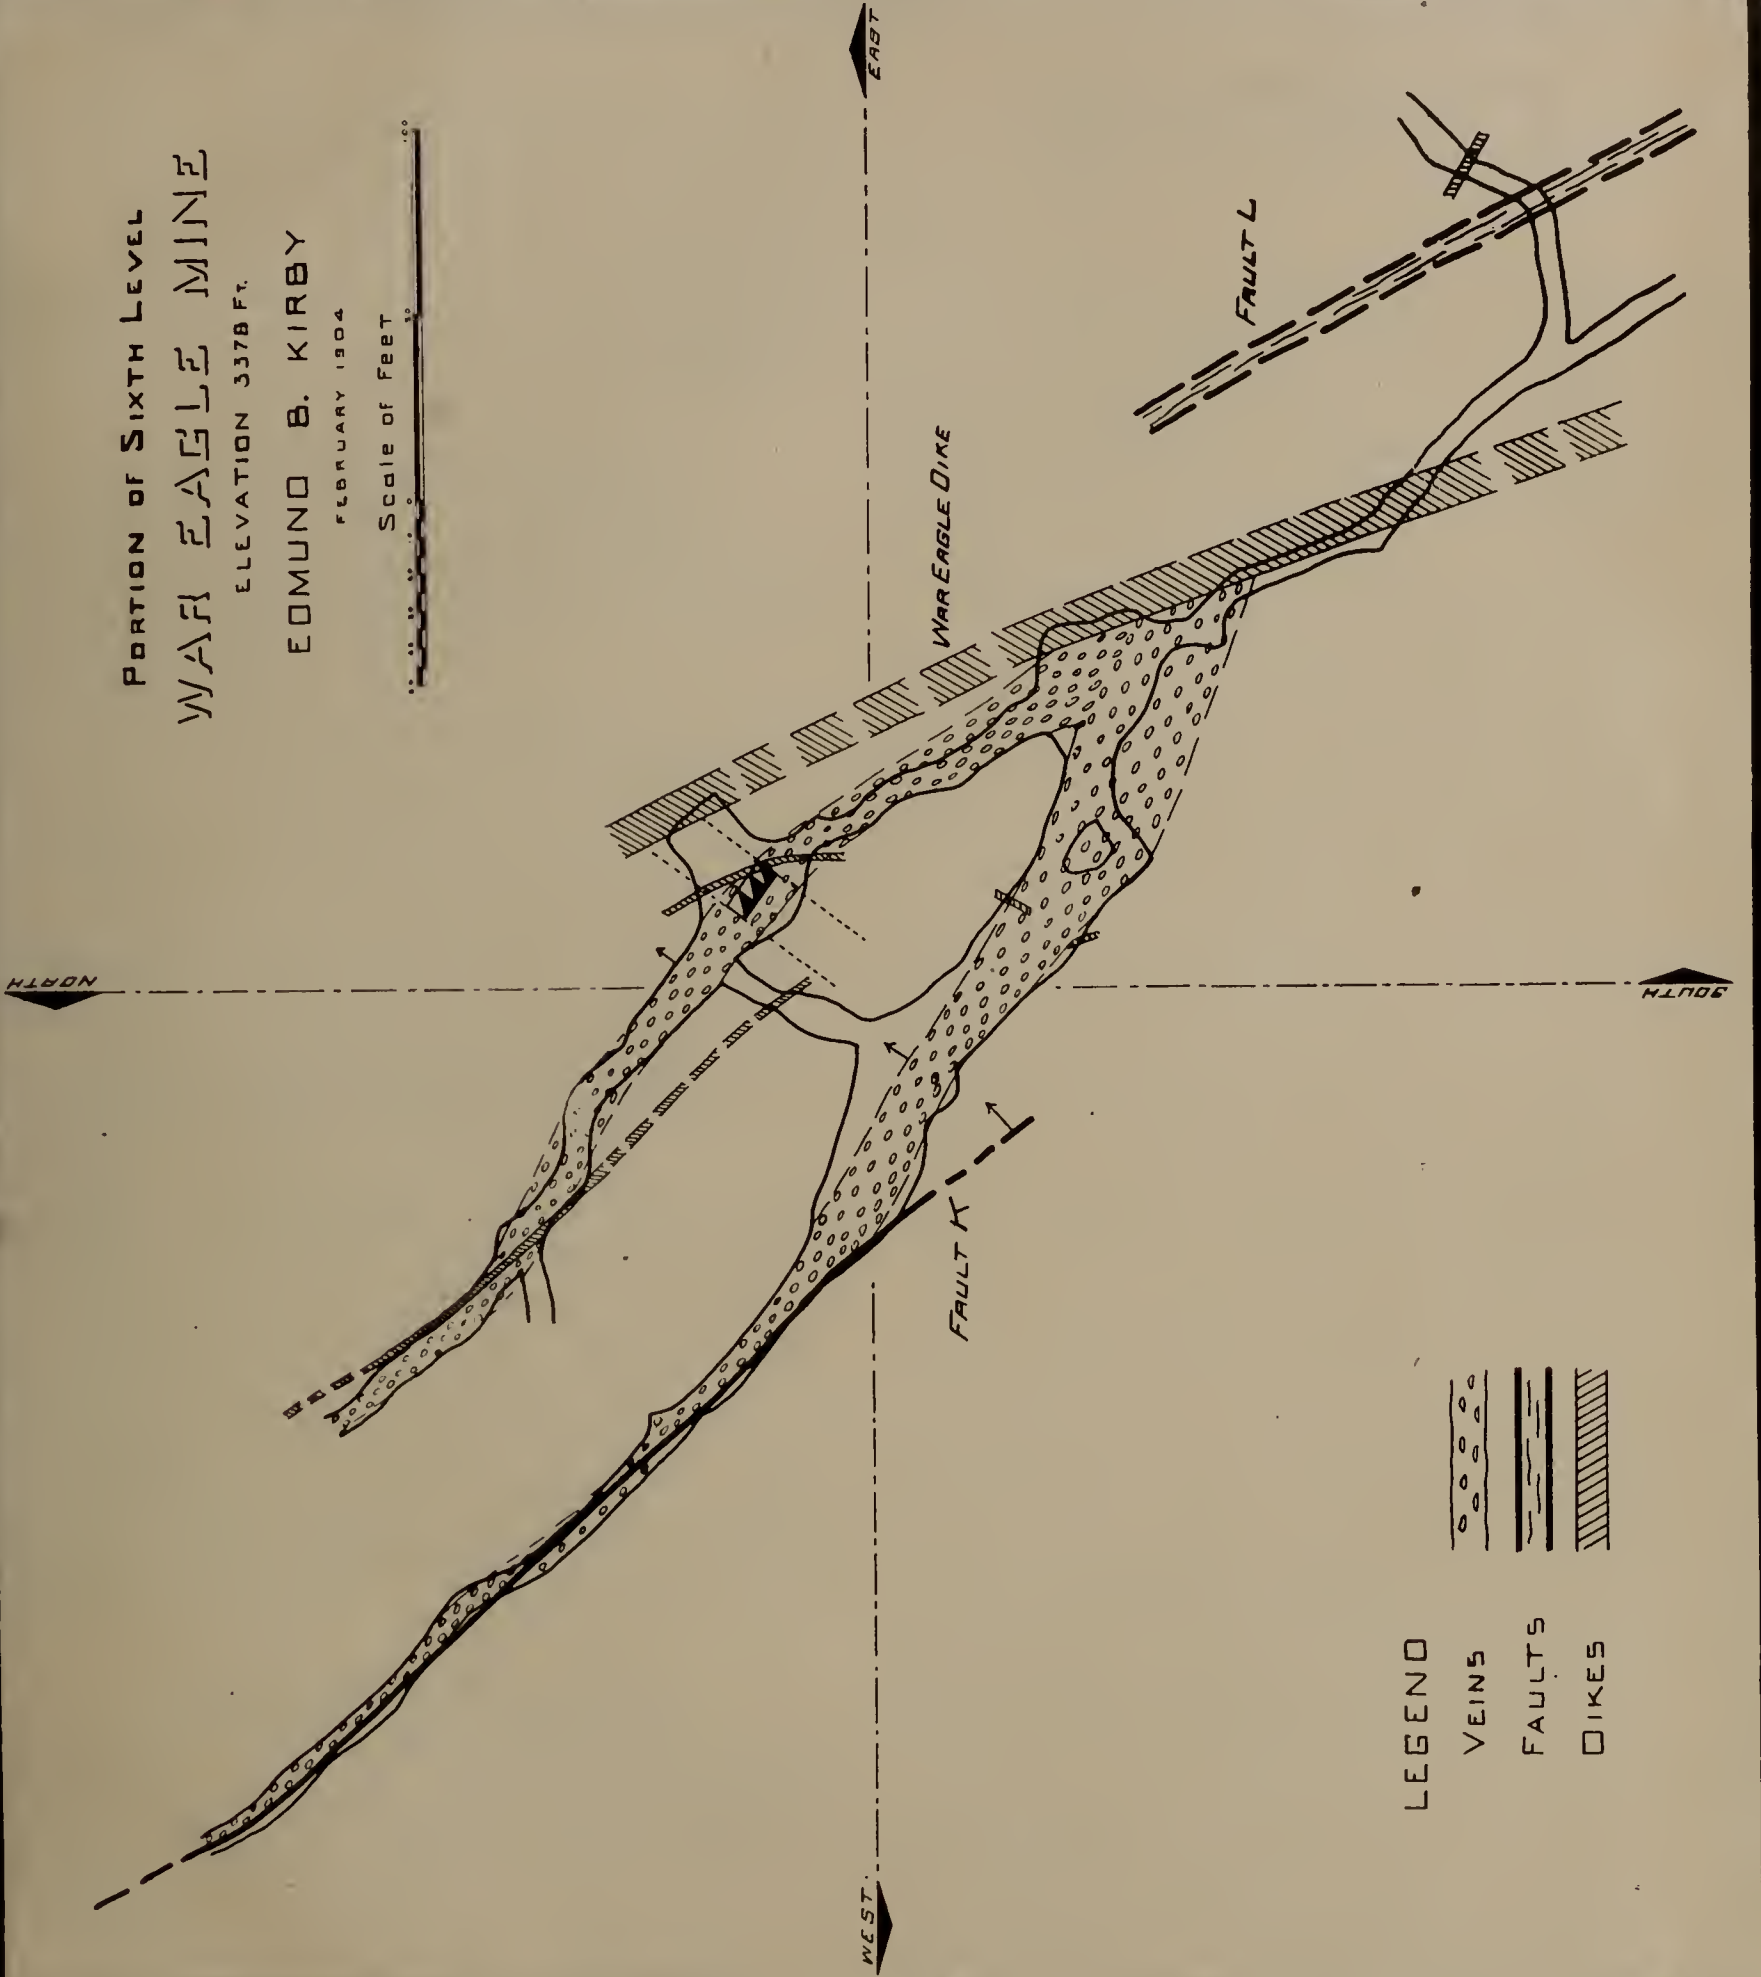 PORTION OF SIXTH LEVEL
WAR EAGLE MINE
ELEVATION 3378 FT.
EDMUND B. KIRBY
FEBRUARY 1904
Scale of Feet
NORTH
EAST
SOUTH
WEST.
WAR EAGLE DIKE
FAULT L
FAULT K
LEGEND
VEINS
FAULTS
DIKES